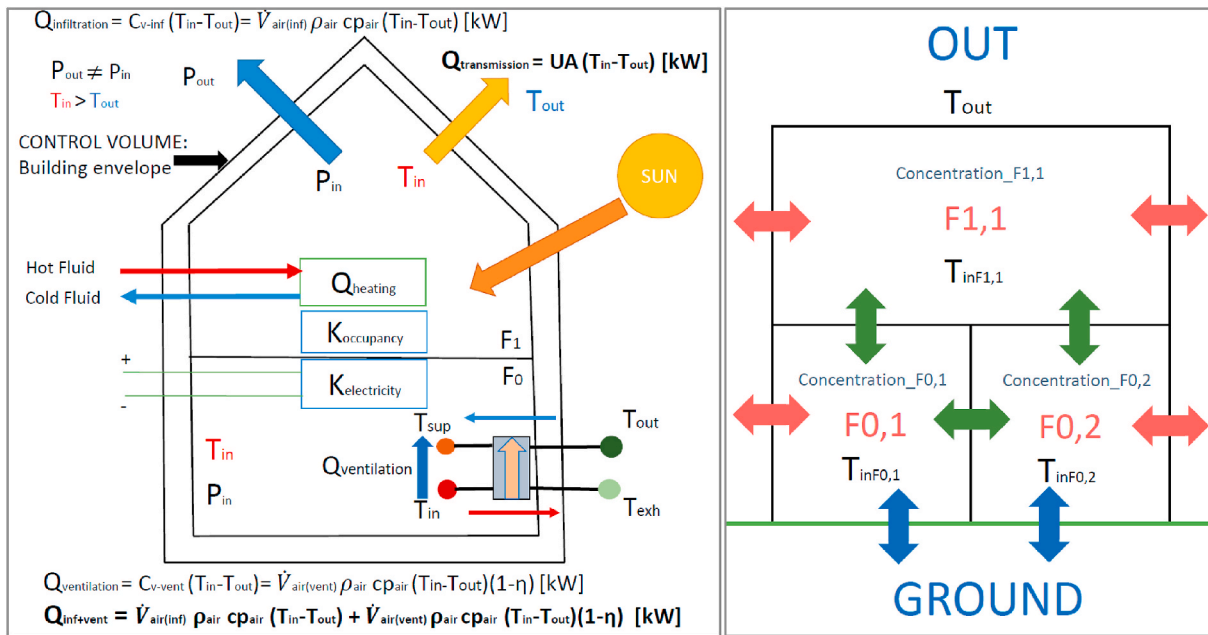 Qinfiltration = Cv-inf (Tin-Tout)= V̇air(inf) ρair cpair (Tin-Tout) [kW]
Pout ≠ Pin
Tin > Tout
Pout
Qtransmission = UA (Tin-Tout) [kW]
Tout
CONTROL VOLUME:
Building envelope
Pin
Tin
SUN
Hot Fluid
Cold Fluid
Qheating
Koccupancy
F1
F0
+
-
Kelectricity
Tsup
Tout
Tin
Qventilation
Pin
Tin
Texh
Qventilation = Cv-vent (Tin-Tout)= V̇air(vent) ρair cpair (Tin-Tout)(1-η) [kW]
Qinf+vent = V̇air(inf) ρair cpair (Tin-Tout) + V̇air(vent) ρair cpair (Tin-Tout)(1-η) [kW]
OUT
Tout
Concentration_F1,1
F1,1
TinF1,1
Concentration_F0,1
Concentration_F0,2
F0,1
F0,2
TinF0,1
TinF0,2
GROUND